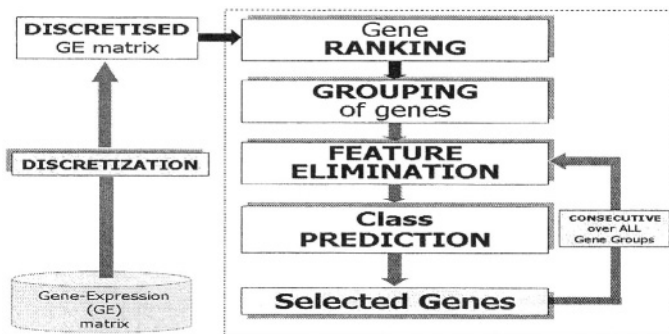 DISCRETISED
GE matrix
DISCRETIZATION
Gene-Expression
(GE)
matrix
Gene
RANKING
GROUPING
of genes
FEATURE
ELIMINATION
Class
PREDICTION
Selected Genes
CONSECUTIVE
over ALL
Gene Groups